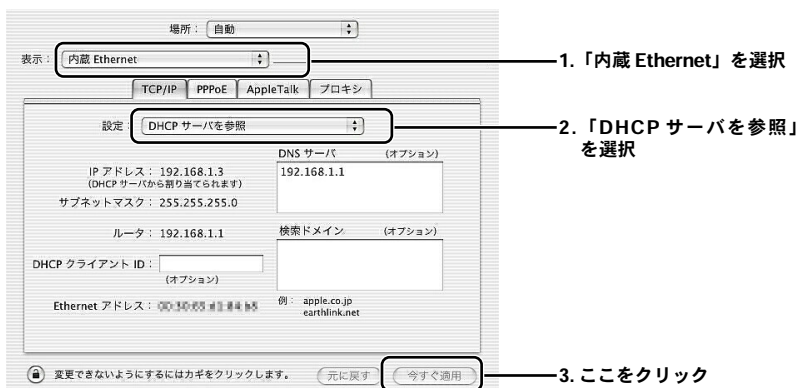 場所： 自動
表示： 内蔵 Ethernet
1.「内蔵 Ethernet」を選択
TCP/IP PPPoE AppleTalk プロキシ
設定： DHCP サーバを参照
2.「DHCP サーバを参照」
を選択
DNS サーバ (オプション)
IP アドレス： 192.168.1.3 192.168.1.1
(DHCP サーバから割り当てられます)
サブネットマスク： 255.255.255.0
ルータ： 192.168.1.1 検索ドメイン (オプション)
DHCP クライアント ID：
(オプション)
Ethernet アドレス： 例： apple.co.jp
earthlink.net
変更できないようにするにはカギをクリックします。 元に戻す 今すぐ適用
3. ここをクリック